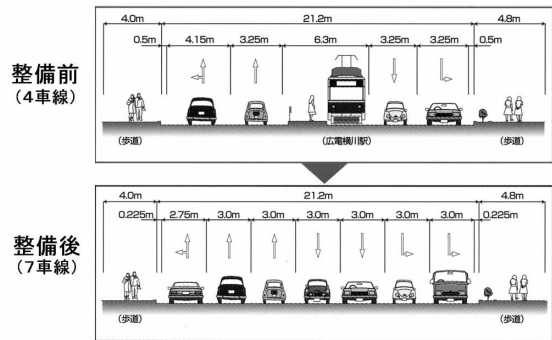 4.0m 21.2m 4.8m
0.5m 4.15m 3.25m 6.3m 3.25m 3.25m 0.5m
整備前
(4車線)
(歩道) (広電横川駅) (歩道)
4.0m 21.2m 4.8m
0.225m 2.75m 3.0m 3.0m 3.0m 3.0m 3.0m 3.0m 0.225m
整備後
(7車線)
(歩道) (歩道)